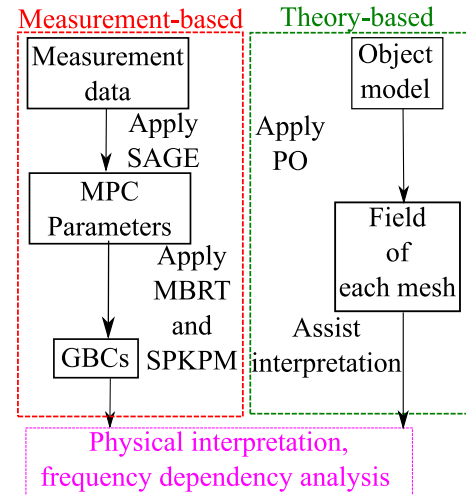 Measurement-based
Measurement
data
Apply
SAGE
MPC
Parameters
Apply
MBRT
and
SPKPM
GBCs
Theory-based
Object
model
Apply
PO
Field
of
each mesh
Assist
interpretation
Physical interpretation,
frequency dependency analysis